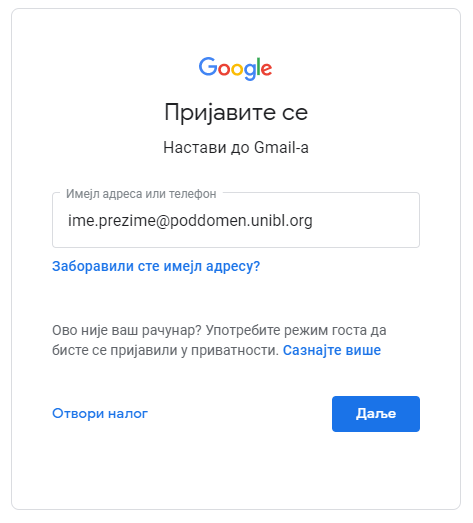 Google
Пријавите се
Настави до Gmail-а
Имејл адреса или телефон
ime.prezime@poddomen.unibl.org
Заборавили сте имејл адресу?
Ово није ваш рачунар? Употребите режим госта да
бисте се пријавили у приватности. Сазнајте више
Отвори налог
Даље